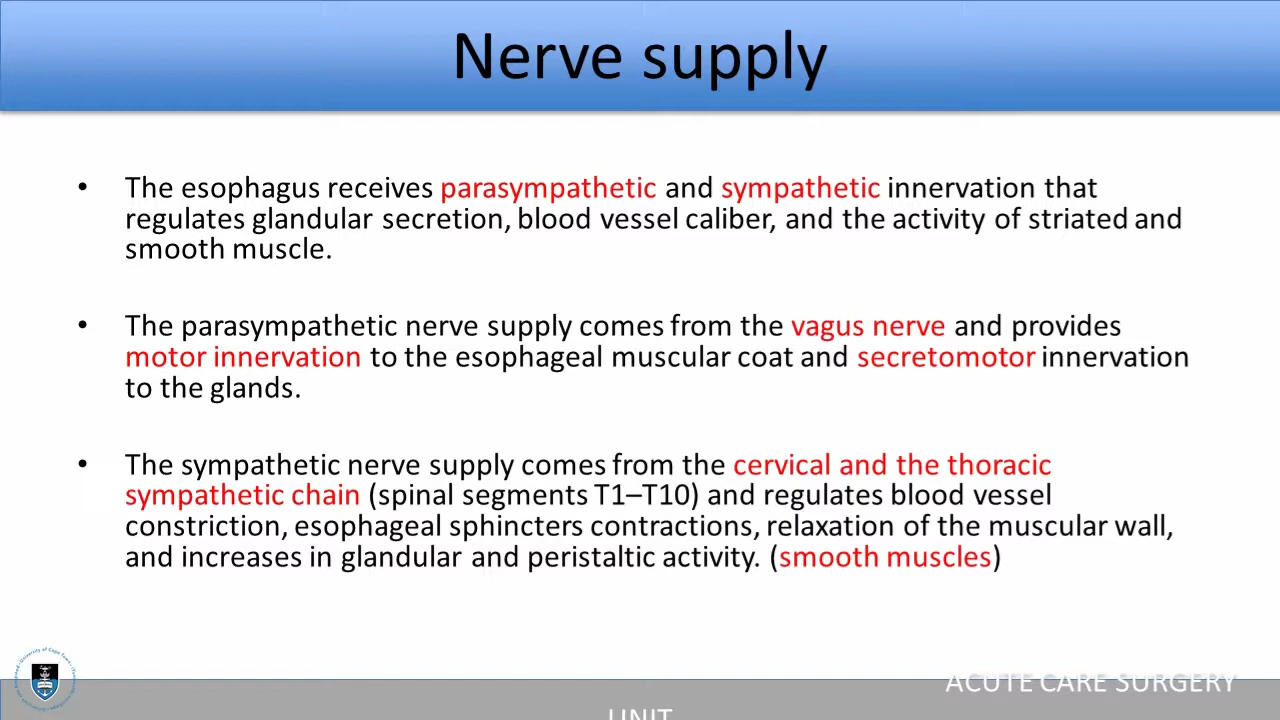 Nerve supply
• The esophagus receives parasympathetic and sympathetic innervation that
regulates glandular secretion, blood vessel caliber, and the activity of striated and
smooth muscle.
• The parasympathetic nerve supply comes from the vagus nerve and provides
motor innervation to the esophageal muscular coat and secretomotor innervation
to the glands.
• The sympathetic nerve supply comes from the cervical and the thoracic
sympathetic chain (spinal segments T1–T10) and regulates blood vessel
constriction, esophageal sphincters contractions, relaxation of the muscular wall,
and increases in glandular and peristaltic activity. (smooth muscles)
University of Cape Town
ACUTE CARE SURGERY
UNIT